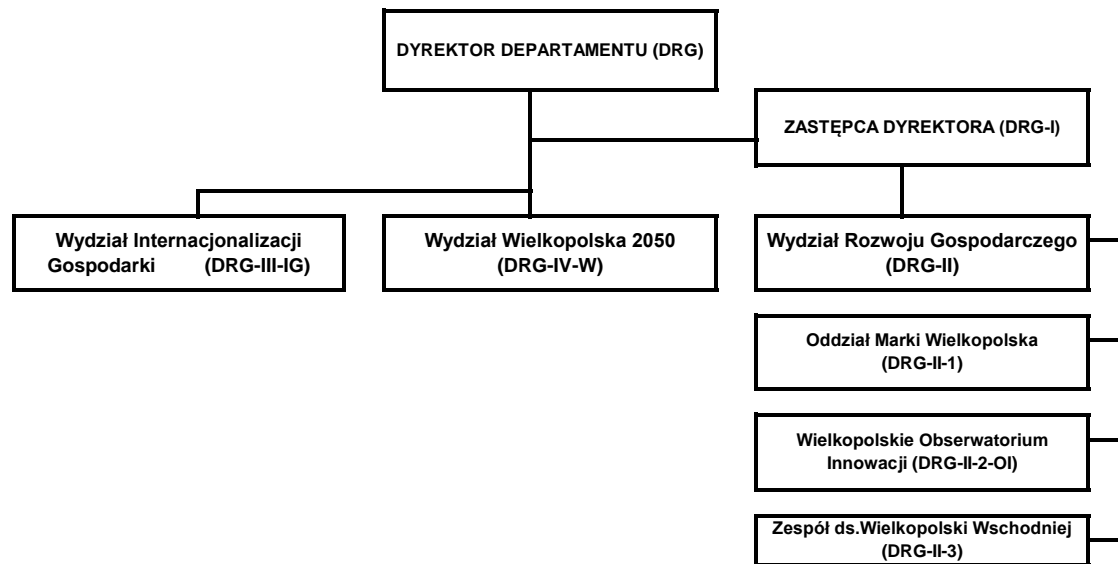 DYREKTOR DEPARTAMENTU (DRG)
ZASTĘPCA DYREKTORA (DRG-I)
Wydział Internacjonalizacji
Gospodarki (DRG-III-IG)
Wydział Wielkopolska 2050
(DRG-IV-W)
Wydział Rozwoju Gospodarczego
(DRG-II)
Oddział Marki Wielkopolska
(DRG-II-1)
Wielkopolskie Obserwatorium
Innowacji (DRG-II-2-OI)
Zespół ds.Wielkopolski Wschodniej
(DRG-II-3)